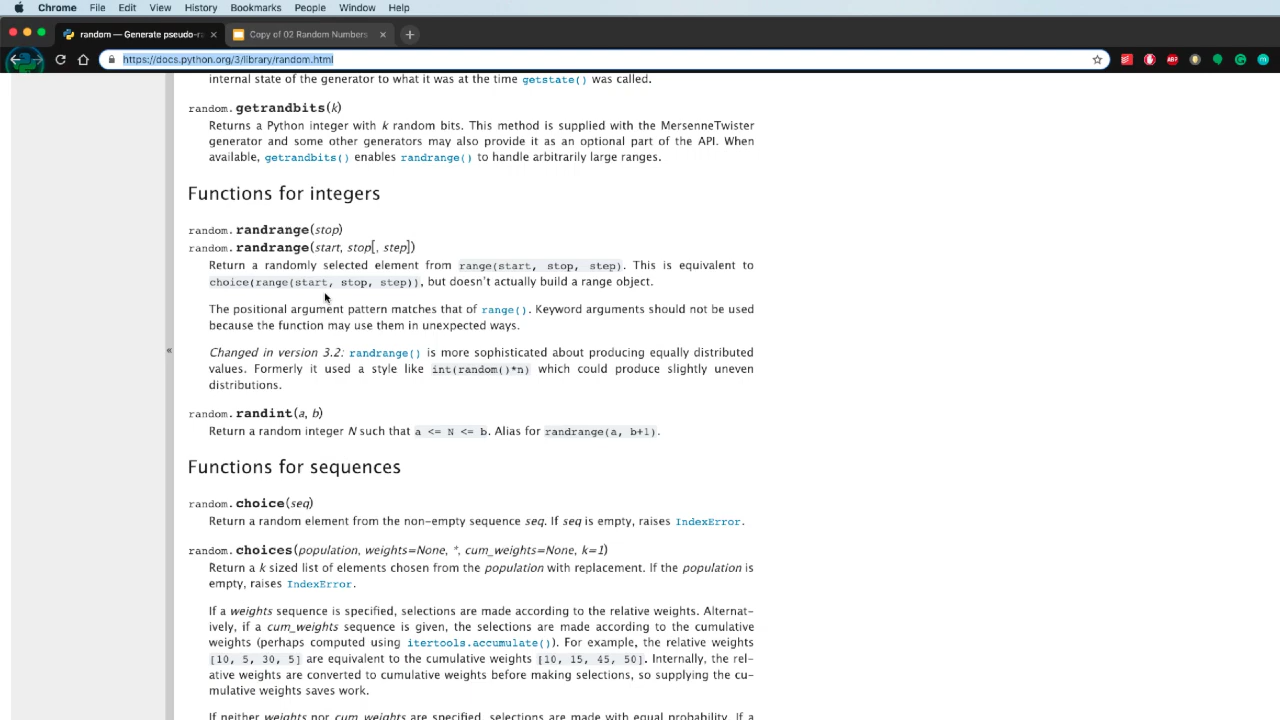 Chrome File Edit View History Bookmarks People Window Help
random — Generate pseudo-ra Copy of 02 Random Numbers
https://docs.python.org/3/library/random.html
internal state of the generator to what it was at the time getstate() was called.
random.getrandbits(k)
Returns a Python integer with k random bits. This method is supplied with the MersenneTwister
generator and some other generators may also provide it as an optional part of the API. When
available, getrandbits() enables randrange() to handle arbitrarily large ranges.
Functions for integers
random.randrange(stop)
random.randrange(start, stop[, step])
Return a randomly selected element from range(start, stop, step). This is equivalent to
choice(range(start, stop, step)), but doesn't actually build a range object.
The positional argument pattern matches that of range(). Keyword arguments should not be used
because the function may use them in unexpected ways.
Changed in version 3.2: randrange() is more sophisticated about producing equally distributed
values. Formerly it used a style like int(random()*n) which could produce slightly uneven
distributions.
«
random.randint(a, b)
Return a random integer N such that a <= N <= b. Alias for randrange(a, b+1).
Functions for sequences
random.choice(seq)
Return a random element from the non-empty sequence seq. If seq is empty, raises IndexError.
random.choices(population, weights=None, *, cum_weights=None, k=1)
Return a k sized list of elements chosen from the population with replacement. If the population is
empty, raises IndexError.
If a weights sequence is specified, selections are made according to the relative weights. Alternat-
ively, if a cum_weights sequence is given, the selections are made according to the cumulative
weights (perhaps computed using itertools.accumulate()). For example, the relative weights
[10, 5, 30, 5] are equivalent to the cumulative weights [10, 15, 45, 50]. Internally, the rel-
ative weights are converted to cumulative weights before making selections, so supplying the cu-
mulative weights saves work.
If neither weights nor cum_weights are specified, selections are made with equal probability. If a